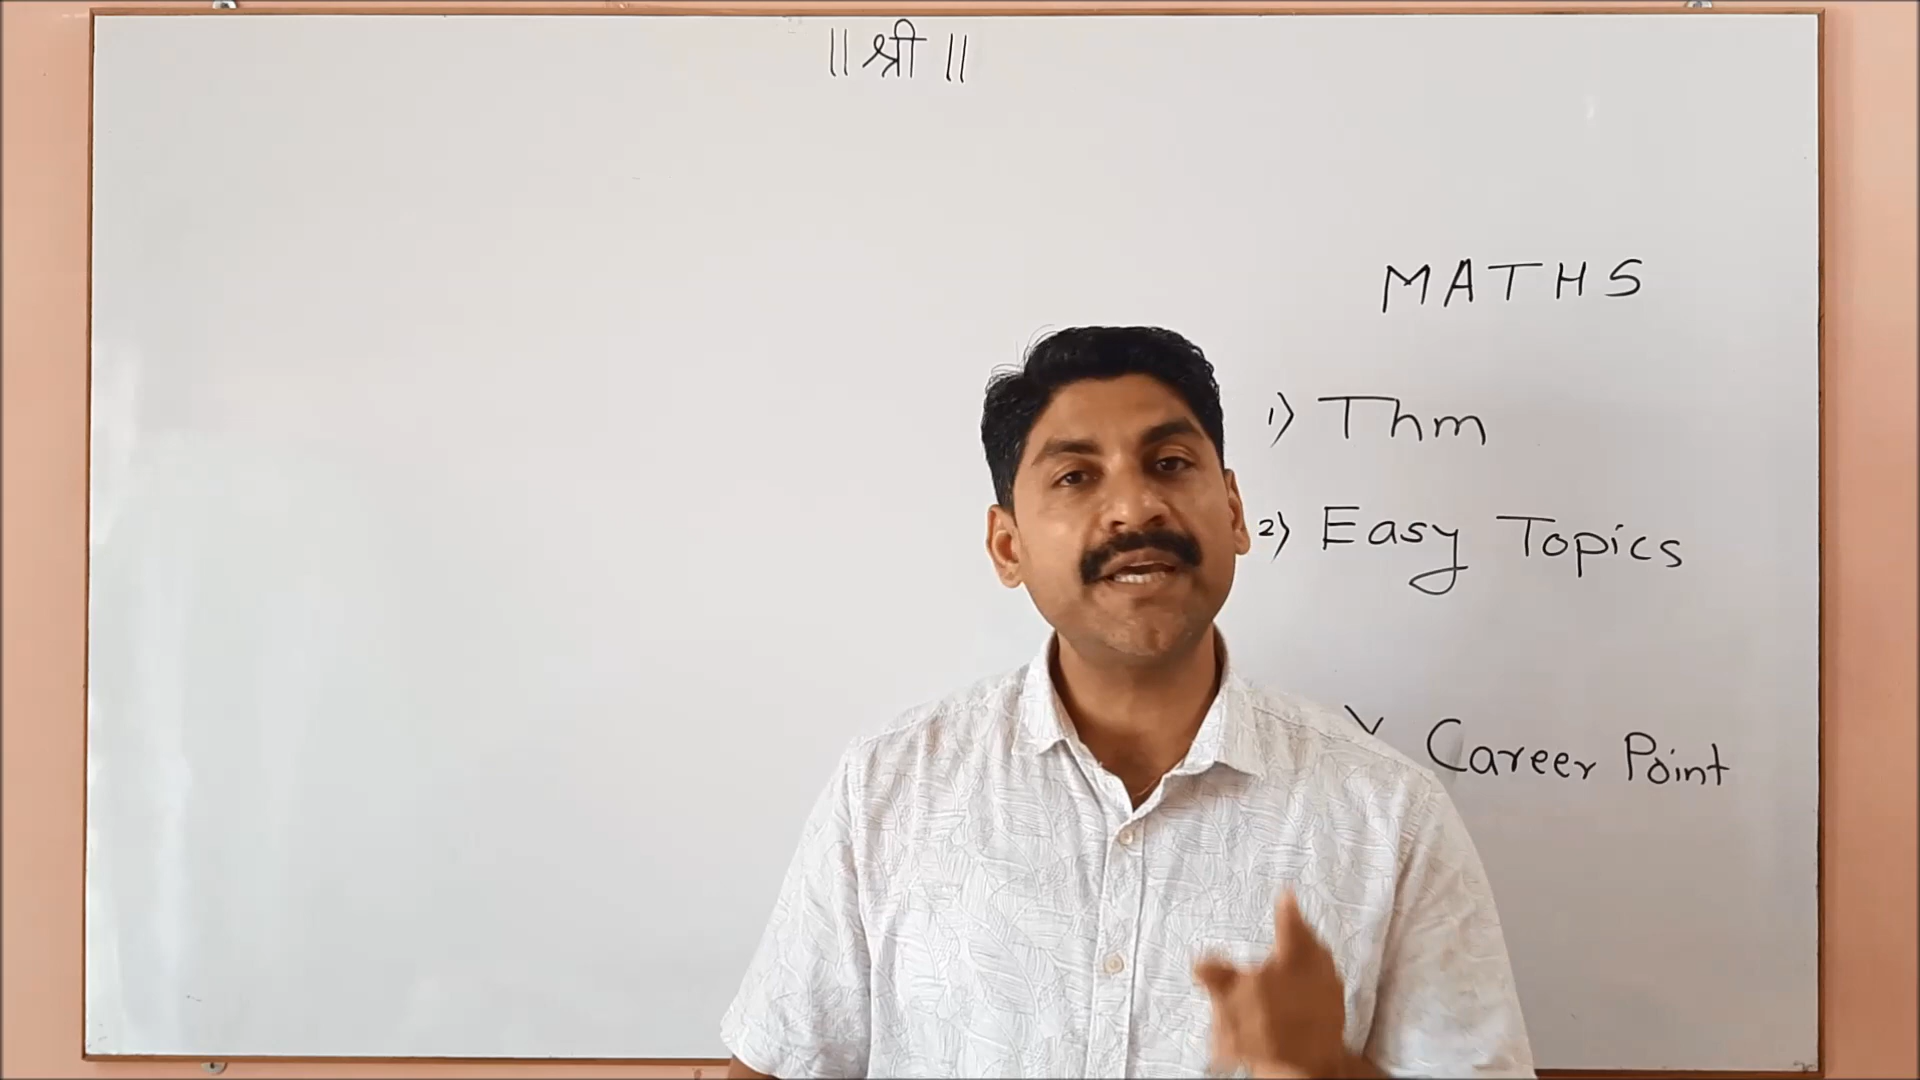 || श्री ||
MATHS
1) Thm
2) Easy Topics
Career Point